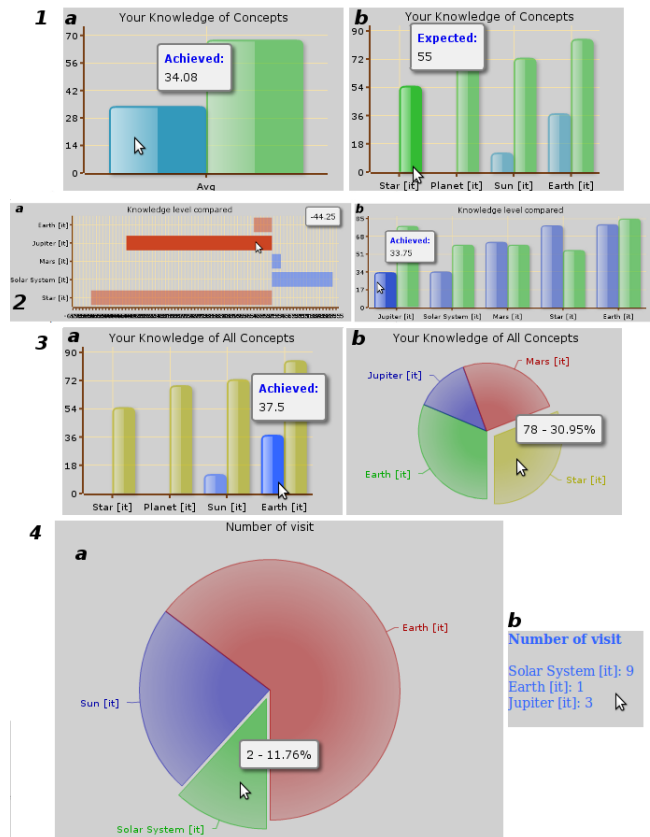 1
a
Your Knowledge of Concepts
70
56
42
28
14
0
Achieved:
34.08
Avg
b
Your Knowledge of Concepts
90
72
54
36
18
0
Expected:
55
Star [it]
Planet [it]
Sun [it]
Earth [it]
2
a
Knowledge level compared
-44.25
Earth [it]
Jupiter [it]
Mars [it]
Solar System [it]
Star [it]
b
Knowledge level compared
85
68
51
34
17
0
Achieved:
33.75
Jupiter [it]
Solar System [it]
Mars [it]
Star [it]
Earth [it]
3
a
Your Knowledge of All Concepts
90
72
54
36
18
0
Achieved:
37.5
Star [it]
Planet [it]
Sun [it]
Earth [it]
b
Your Knowledge of All Concepts
Mars [it]
Jupiter [it]
78 - 30.95%
Earth [it]
Star [it]
4
Number of visit
a
Earth [it]
Sun [it]
2 - 11.76%
Solar System [it]
b
Number of visit
Solar System [it]: 9
Earth [it]: 1
Jupiter [it]: 3